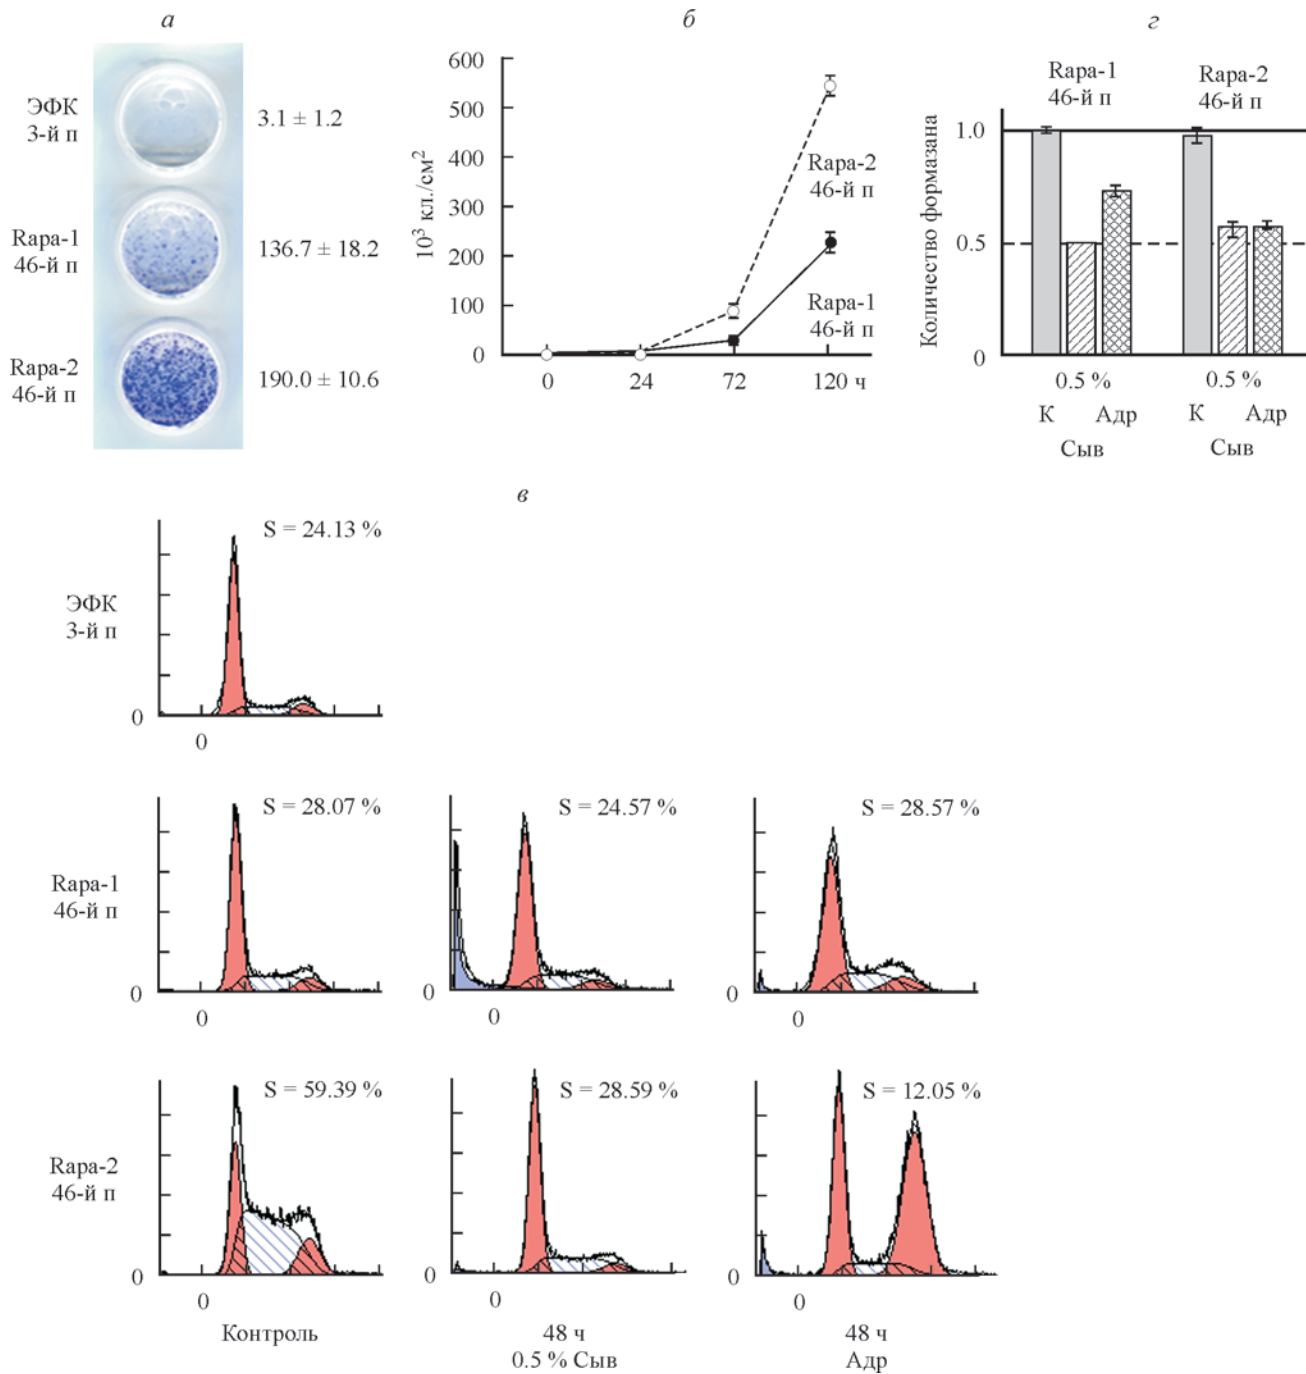 а
ЭФК
3-й п
3.1 ± 1.2
Rapa-1
46-й п
136.7 ± 18.2
Rapa-2
46-й п
190.0 ± 10.6
б
10³ кл./см²
600
500
400
300
200
100
0
0 24 72 120 ч
Rapa-2
46-й п
Rapa-1
46-й п
г
Количество формазана
1.0
0.5
0
Rapa-1
46-й п
Rapa-2
46-й п
0.5 % 0.5 %
К Адр К Адр
Сыв Сыв
в
ЭФК
3-й п
S = 24.13 %
0
0
Rapa-1
46-й п
S = 28.07 %
0
0
S = 24.57 %
0
0
S = 28.57 %
0
0
Rapa-2
46-й п
S = 59.39 %
0
0
S = 28.59 %
0
0
S = 12.05 %
0
0
Контроль
48 ч
0.5 % Сыв
48 ч
Адр